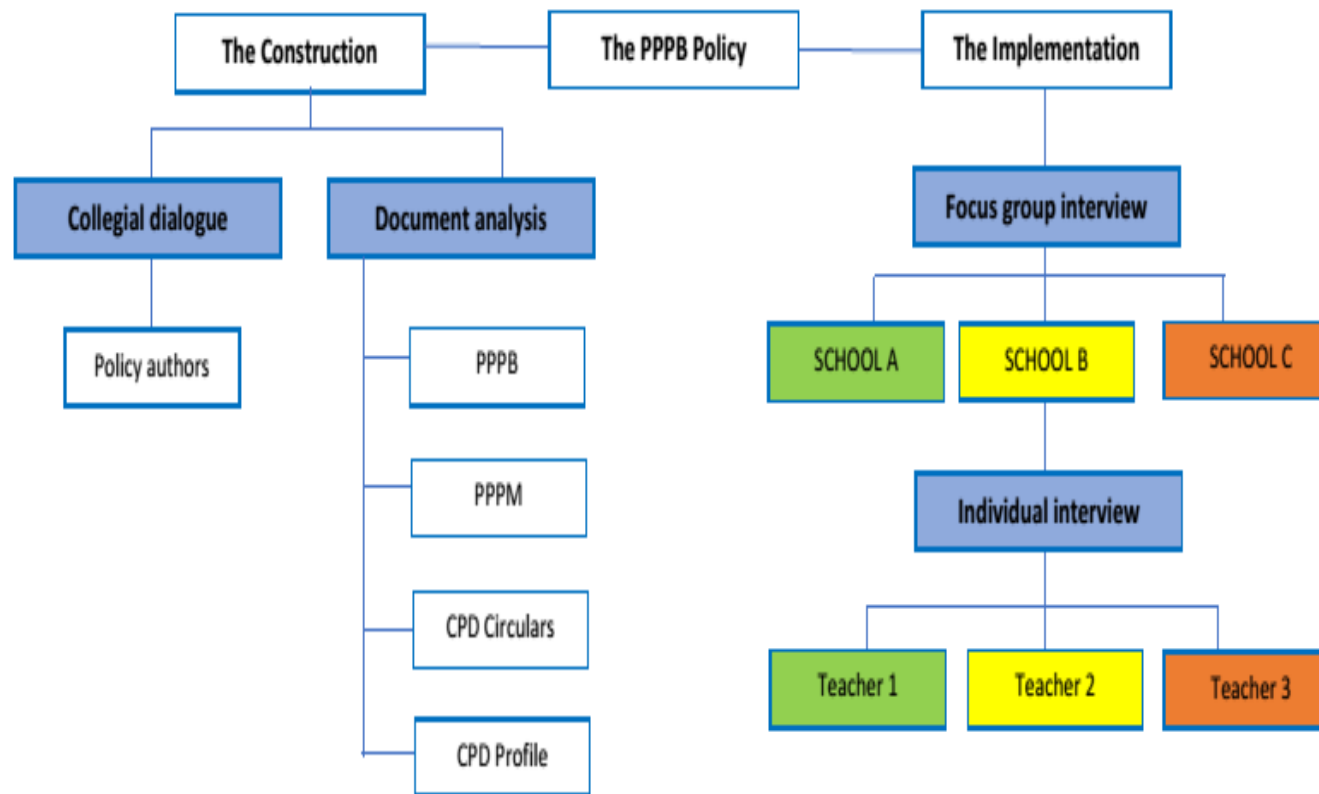 The Construction
The PPPB Policy
The Implementation
Collegial dialogue
Document analysis
Focus group interview
Policy authors
PPPB
SCHOOL A
SCHOOL B
SCHOOL C
PPPM
Individual interview
CPD Circulars
Teacher 1
Teacher 2
Teacher 3
CPD Profile